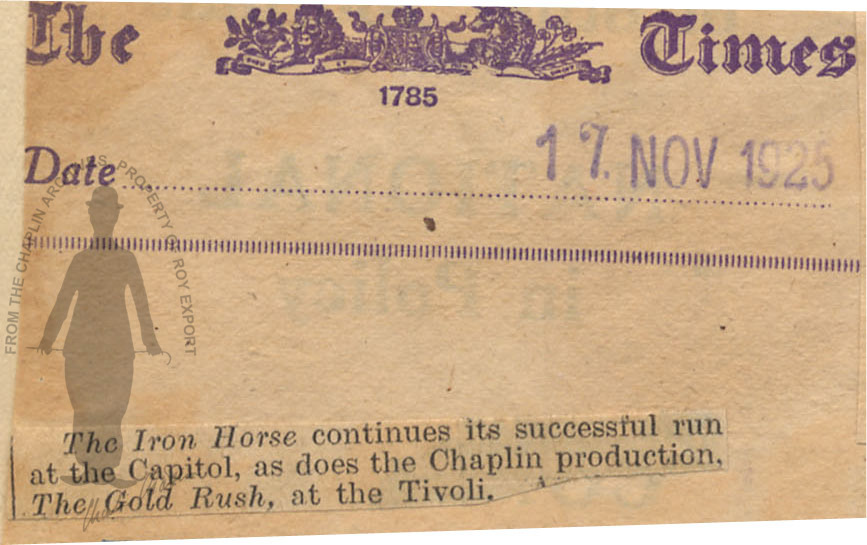 The Times
1785
Date 17 NOV 1925
FROM THE CHAPLIN ARCHIVES, PROPERTY OF ROY EXPORT
The Iron Horse continues its successful run
at the Capitol, as does the Chaplin production,
The Gold Rush, at the Tivoli.